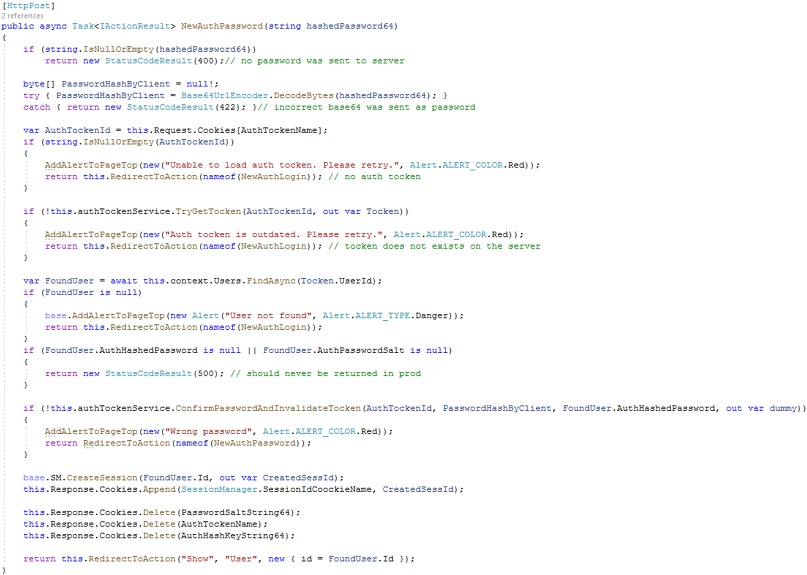 [HttpPost]
2 references
public async Task<IActionResult> NewAuthPassword(string hashedPassword64)
{
if (string.IsNullOrEmpty(hashedPassword64))
return new StatusCodeResult(400);// no password was sent to server
byte[] PasswordHashByClient = null!;
try { PasswordHashByClient = Base64UrlEncoder.DecodeBytes(hashedPassword64); }
catch { return new StatusCodeResult(422); }// incorrect base64 was sent as password
var AuthTockenId = this.Request.Cookies[AuthTockenName];
if (string.IsNullOrEmpty(AuthTockenId))
{
AddAlertToPageTop(new("Unable to load auth tocken. Please retry.", Alert.ALERT_COLOR.Red));
return this.RedirectToAction(nameof(NewAuthLogin)); // no auth tocken
}
if (!this.authTockenService.TryGetTocken(AuthTockenId, out var Tocken))
{
AddAlertToPageTop(new("Auth tocken is outdated. Please retry.", Alert.ALERT_COLOR.Red));
return this.RedirectToAction(nameof(NewAuthLogin)); // tocken does not exists on the server
}
var FoundUser = await this.context.Users.FindAsync(Tocken.UserId);
if (FoundUser is null)
{
base.AddAlertToPageTop(new Alert("User not found", Alert.ALERT_TYPE.Danger));
return this.RedirectToAction(nameof(NewAuthLogin));
}
if (FoundUser.AuthHashedPassword is null || FoundUser.AuthPasswordSalt is null)
{
return new StatusCodeResult(500); // should never be returned in prod
}
if (!this.authTockenService.ConfirmPasswordAndInvalidateTocken(AuthTockenId, PasswordHashByClient, FoundUser.AuthHashedPassword, out var dummy))
{
AddAlertToPageTop(new("Wrong password", Alert.ALERT_COLOR.Red));
return RedirectToAction(nameof(NewAuthPassword));
}
base.SM.CreateSession(FoundUser.Id, out var CreatedSessId);
this.Response.Cookies.Append(SessionManager.SessionIdCoockieName, CreatedSessId);
this.Response.Cookies.Delete(PasswordSaltString64);
this.Response.Cookies.Delete(AuthTockenName);
this.Response.Cookies.Delete(AuthHashKeyString64);
return this.RedirectToAction("Show", "User", new { id = FoundUser.Id });
}